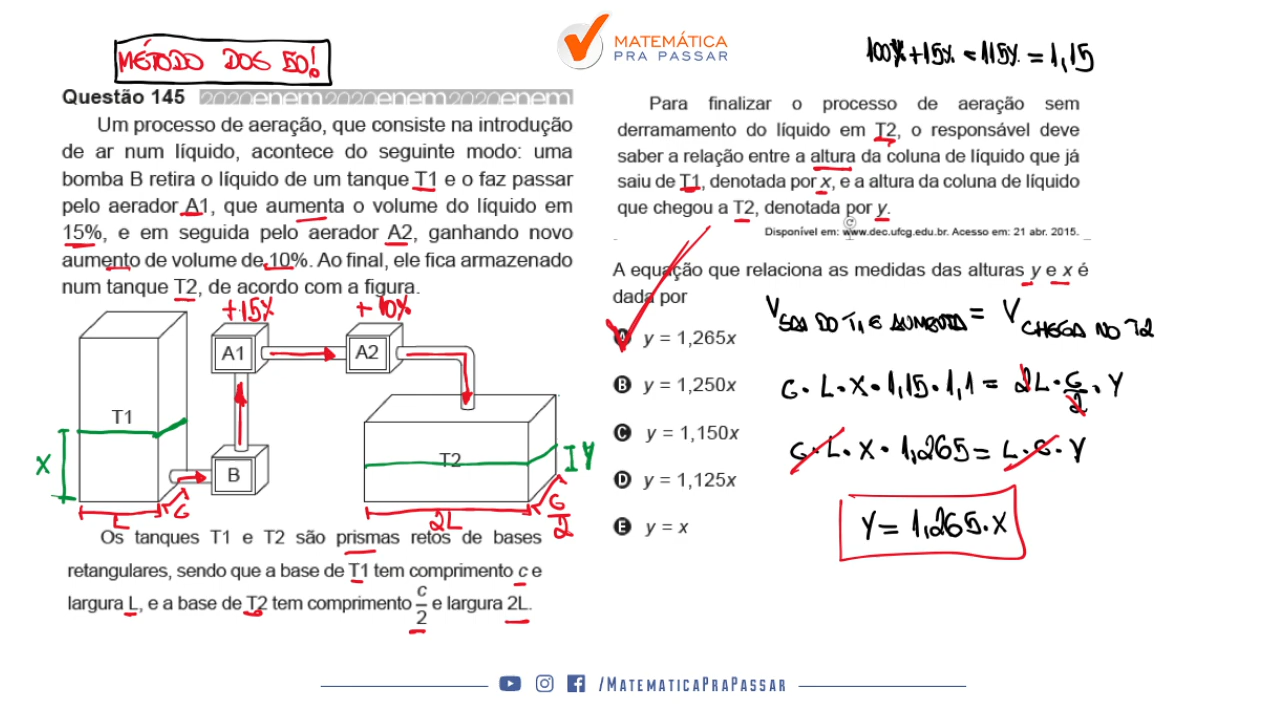 MÉTODO DOS 50!
MATEMÁTICA
PRA PASSAR
100%+15% = 115% = 1,15
Questão 145 2020enem2020enem2020enem
Um processo de aeração, que consiste na introdução
de ar num líquido, acontece do seguinte modo: uma
bomba B retira o líquido de um tanque T1 e o faz passar
pelo aerador A1, que aumenta o volume do líquido em
15%, e em seguida pelo aerador A2, ganhando novo
aumento de volume de 10%. Ao final, ele fica armazenado
num tanque T2, de acordo com a figura.
+15% +10%
A1 A2
T1
X
B
T2
Y
L C
2L C/2
Os tanques T1 e T2 são prismas retos de bases
retangulares, sendo que a base de T1 tem comprimento c e
largura L, e a base de T2 tem comprimento c/2 e largura 2L.
Para finalizar o processo de aeração sem
derramamento do líquido em T2, o responsável deve
saber a relação entre a altura da coluna de líquido que já
saiu de T1, denotada por x, e a altura da coluna de líquido
que chegou a T2, denotada por y.
Disponível em: www.dec.ufcg.edu.br. Acesso em: 21 abr. 2015.
A equação que relaciona as medidas das alturas y e x é
dada por
A y = 1,265x
B y = 1,250x
C y = 1,150x
D y = 1,125x
E y = x
V SAI DO T1 E AUMENTA = V CHEGA NO T2
C · L · X · 1,15 · 1,1 = 2L · C/2 · Y
C · L · X · 1,265 = L · C · Y
Y = 1,265 · X
/MATEMATICAPRAPASSAR